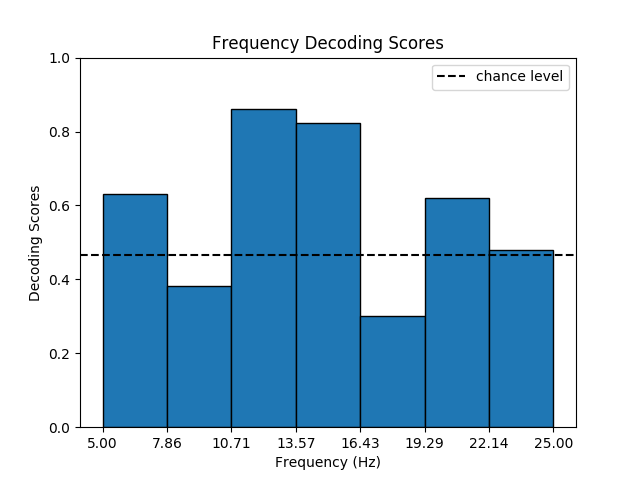 Frequency Decoding Scores
chance level
1.0
0.8
0.6
0.4
0.2
0.0
Decoding Scores
5.00 7.86 10.71 13.57 16.43 19.29 22.14 25.00
Frequency (Hz)